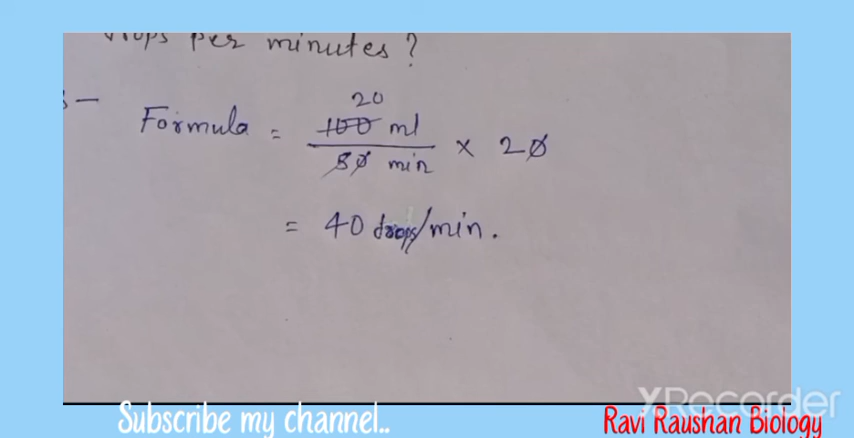 drops per minutes?
s- Formula = 20
100 ml / 50 min × 20
= 40 drops/min.
XRecorder
Subscribe my channel..
Ravi Raushan Biology